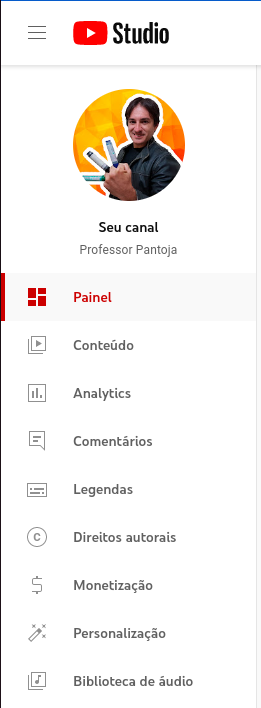 Studio
Seu canal
Professor Pantoja
Painel
Conteúdo
Analytics
Comentários
Legendas
C Direitos autorais
Monetização
Personalização
Biblioteca de áudio